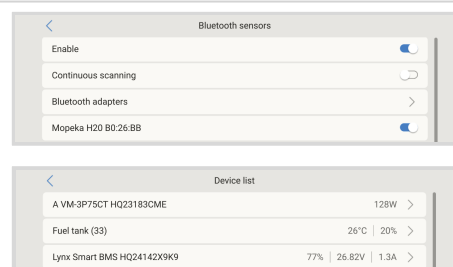 Bluetooth sensors
Enable
Continuous scanning
Bluetooth adapters
Mopeka H20 B0:26:BB
Device list
A VM-3P75CT HQ23183CME 128W
Fuel tank (33) 26°C 20%
Lynx Smart BMS HQ24142X9K9 77% 26.82V 1.3A